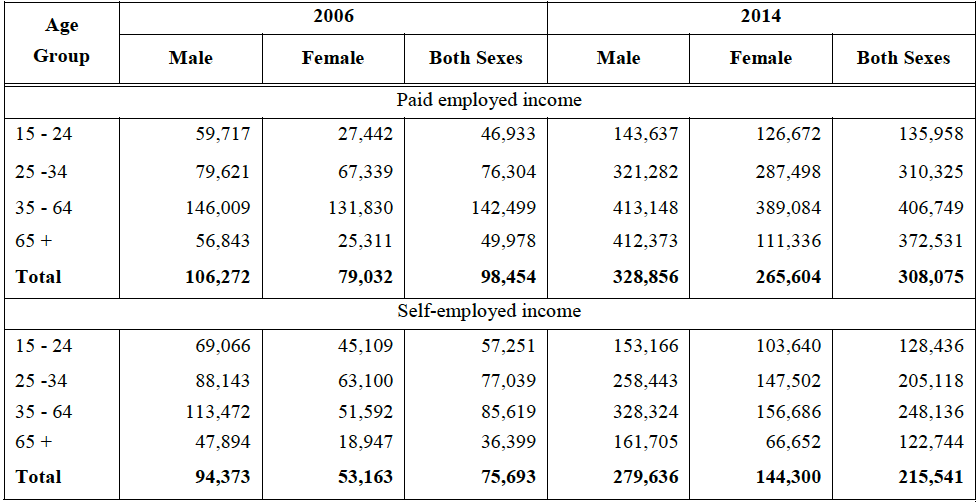 Age Group 2006 2014
Male Female Both Sexes Male Female Both Sexes
Paid employed income
15 - 24 59,717 27,442 46,933 143,637 126,672 135,958
25 -34 79,621 67,339 76,304 321,282 287,498 310,325
35 - 64 146,009 131,830 142,499 413,148 389,084 406,749
65 + 56,843 25,311 49,978 412,373 111,336 372,531
Total 106,272 79,032 98,454 328,856 265,604 308,075
Self-employed income
15 - 24 69,066 45,109 57,251 153,166 103,640 128,436
25 -34 88,143 63,100 77,039 258,443 147,502 205,118
35 - 64 113,472 51,592 85,619 328,324 156,686 248,136
65 + 47,894 18,947 36,399 161,705 66,652 122,744
Total 94,373 53,163 75,693 279,636 144,300 215,541